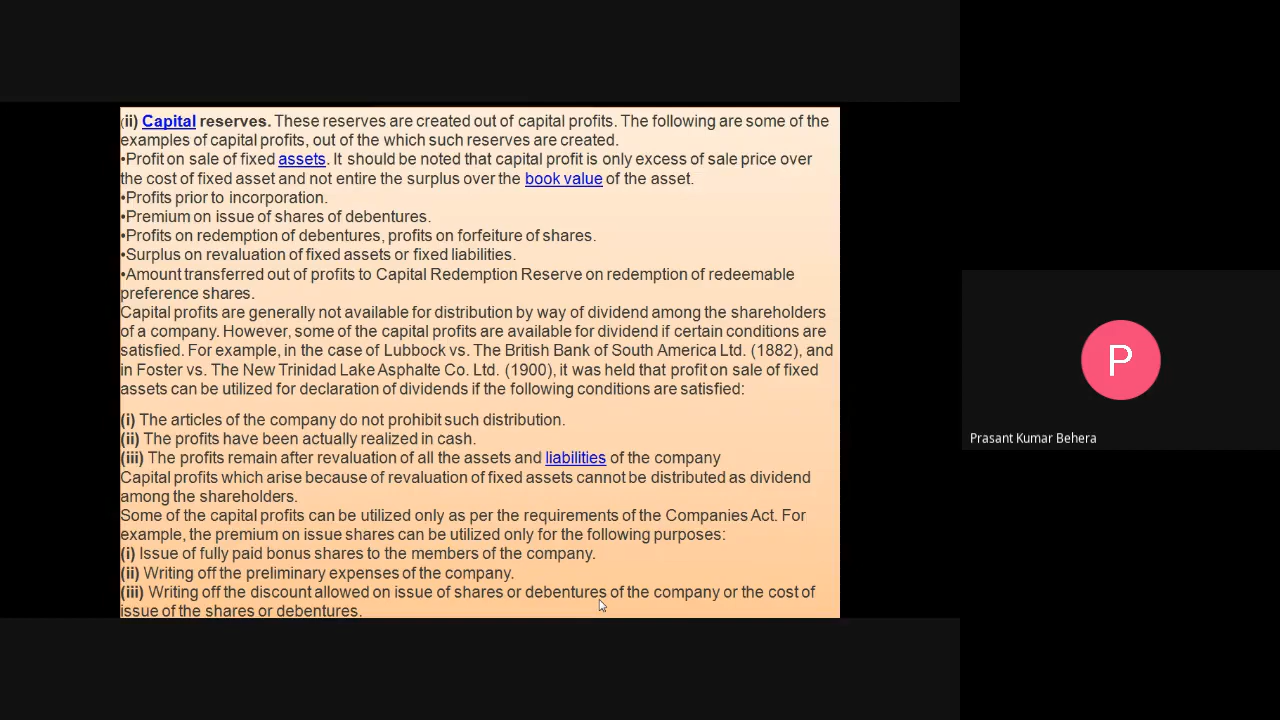 (ii) Capital reserves. These reserves are created out of capital profits. The following are some of the
examples of capital profits, out of the which such reserves are created.
•Profit on sale of fixed assets. It should be noted that capital profit is only excess of sale price over
the cost of fixed asset and not entire the surplus over the book value of the asset.
•Profits prior to incorporation.
•Premium on issue of shares of debentures.
•Profits on redemption of debentures, profits on forfeiture of shares.
•Surplus on revaluation of fixed assets or fixed liabilities.
•Amount transferred out of profits to Capital Redemption Reserve on redemption of redeemable
preference shares.
Capital profits are generally not available for distribution by way of dividend among the shareholders
of a company. However, some of the capital profits are available for dividend if certain conditions are
satisfied. For example, in the case of Lubbock vs. The British Bank of South America Ltd. (1882), and
in Foster vs. The New Trinidad Lake Asphalte Co. Ltd. (1900), it was held that profit on sale of fixed
assets can be utilized for declaration of dividends if the following conditions are satisfied:
(i) The articles of the company do not prohibit such distribution.
(ii) The profits have been actually realized in cash.
(iii) The profits remain after revaluation of all the assets and liabilities of the company
Capital profits which arise because of revaluation of fixed assets cannot be distributed as dividend
among the shareholders.
Some of the capital profits can be utilized only as per the requirements of the Companies Act. For
example, the premium on issue shares can be utilized only for the following purposes:
(i) Issue of fully paid bonus shares to the members of the company.
(ii) Writing off the preliminary expenses of the company.
(iii) Writing off the discount allowed on issue of shares or debentures of the company or the cost of
issue of the shares or debentures.
P
Prasant Kumar Behera